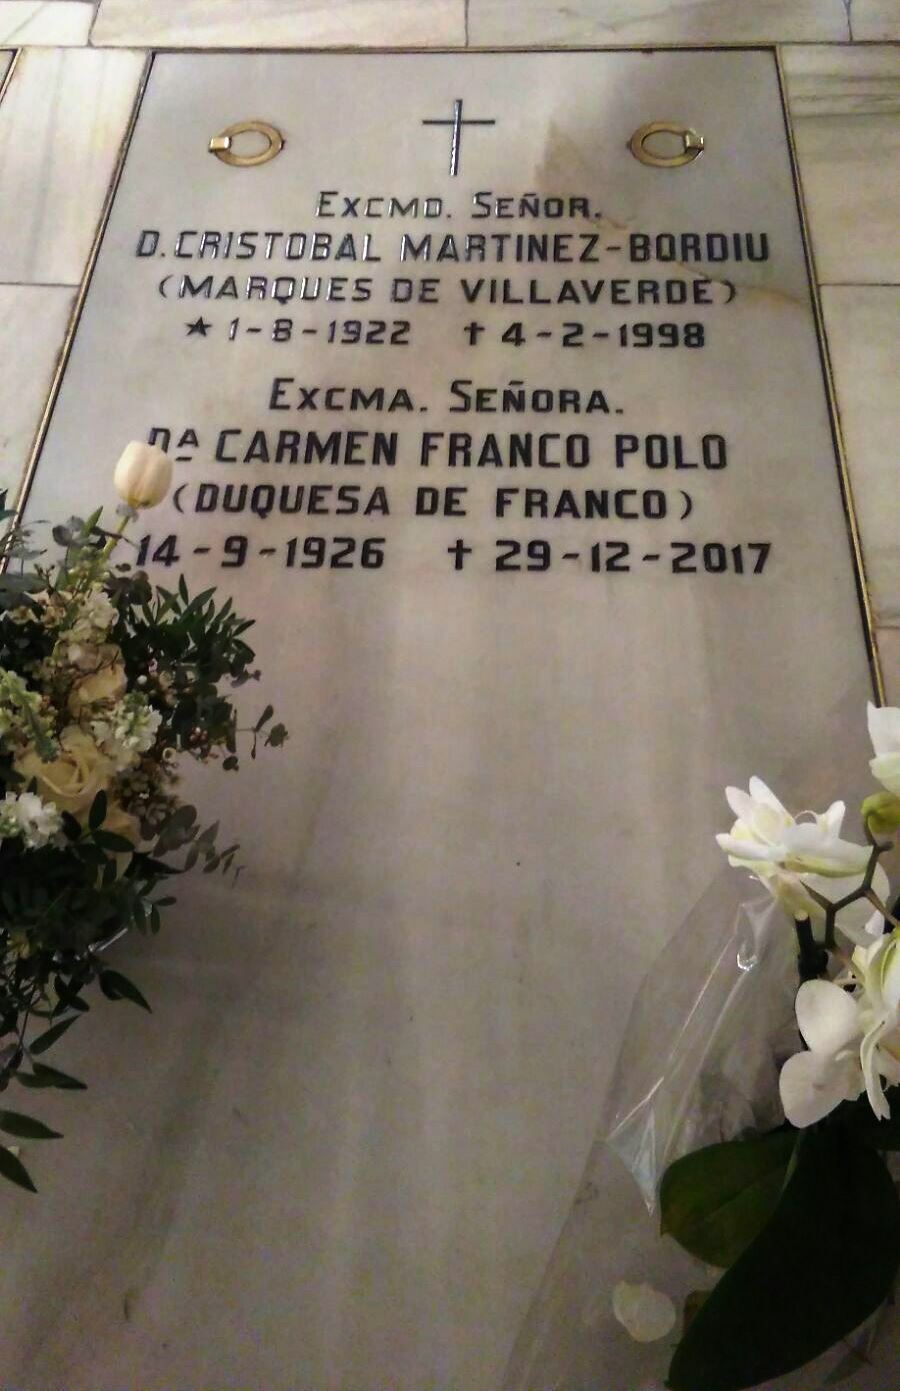 EXCMO. SEÑOR.
D. CRISTOBAL MARTINEZ-BORDIU
(MARQUES DE VILLAVERDE)
★ 1-8-1922 ✝ 4-2-1998
EXCMA. SEÑORA.
Dª CARMEN FRANCO POLO
(DUQUESA DE FRANCO)
14-9-1926 ✝ 29-12-2017